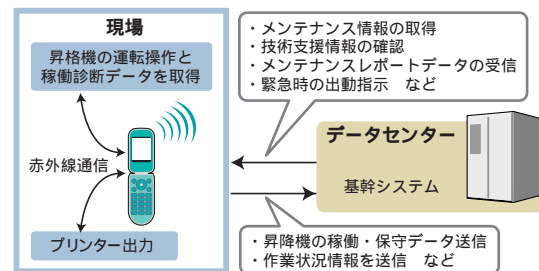 現場
昇格機の運転操作と
稼働診断データを取得
赤外線通信
プリンター出力
・メンテナンス情報の取得
・技術支援情報の確認
・メンテナンスレポートデータの受信
・緊急時の出動指示　など
データセンター
基幹システム
・昇降機の稼働・保守データ送信
・作業状況情報を送信　など